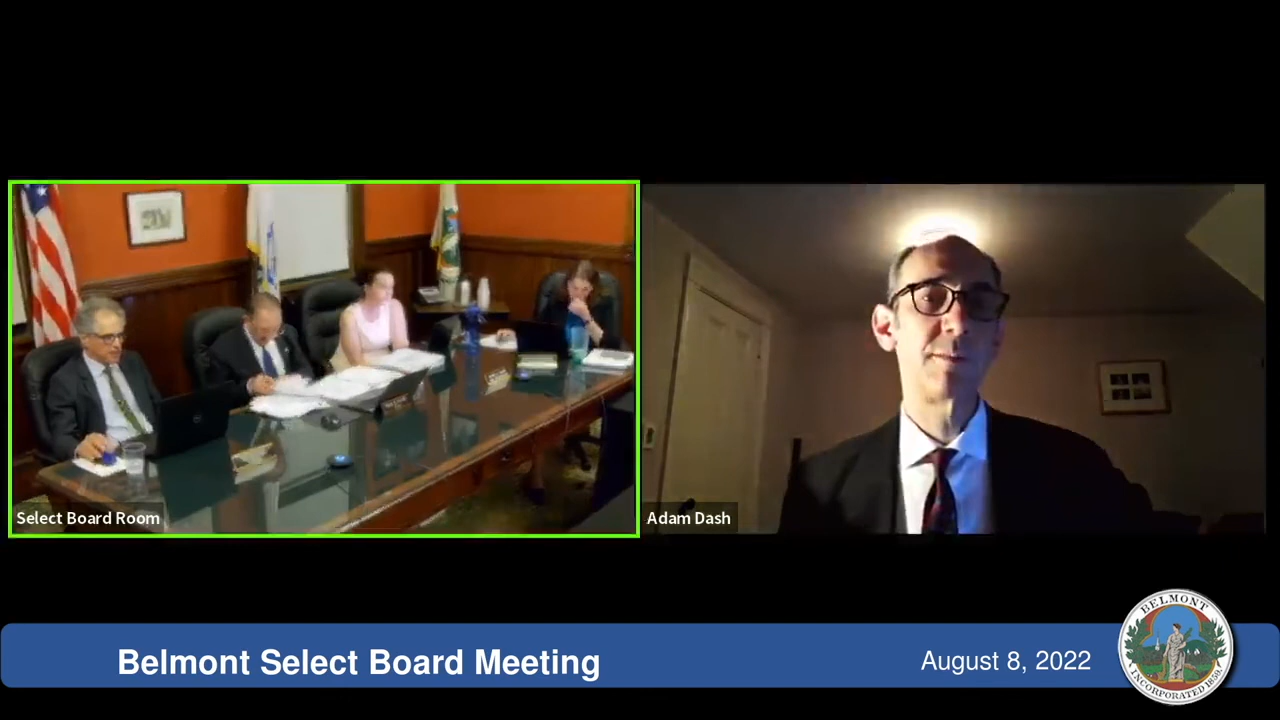 Select Board Room
Adam Dash
Belmont Select Board Meeting
August 8, 2022
BELMONT
INCORPORATED 1859